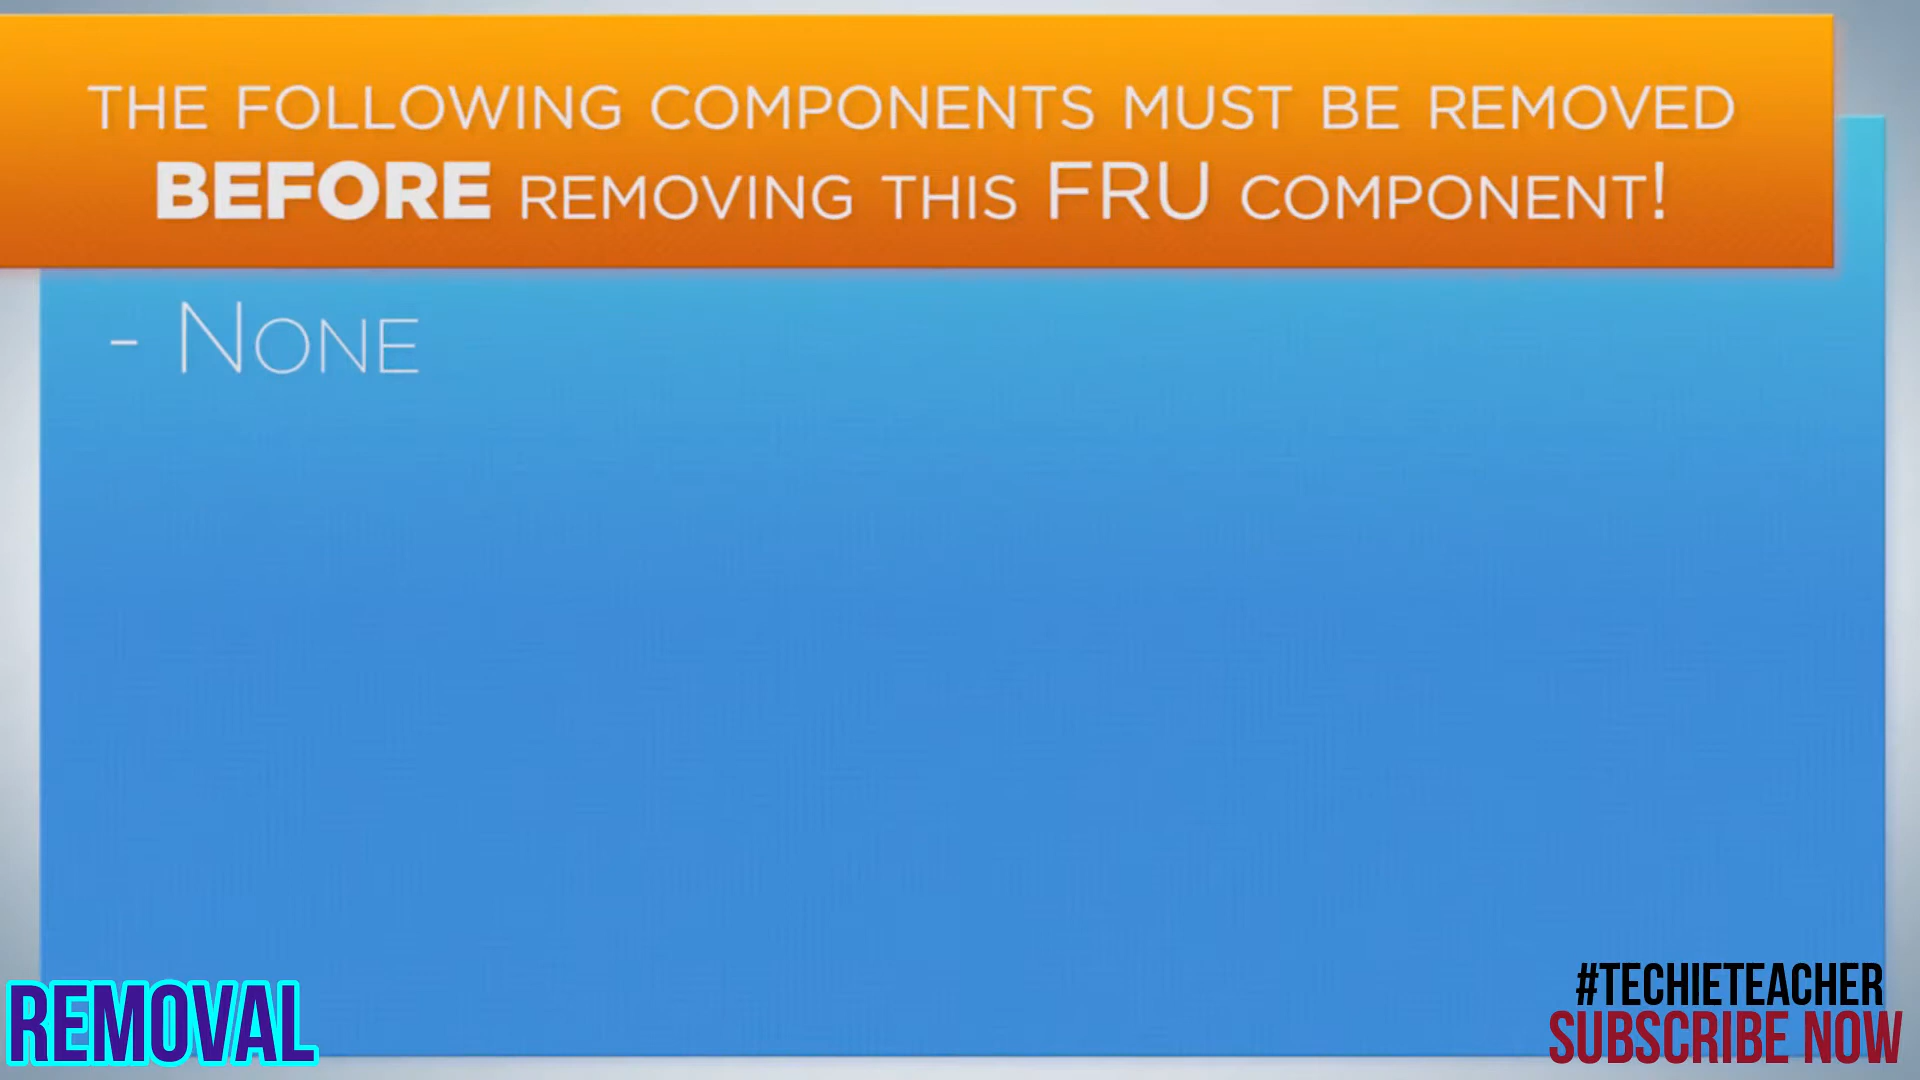 THE FOLLOWING COMPONENTS MUST BE REMOVED
BEFORE REMOVING THIS FRU COMPONENT!
- NONE
REMOVAL
#TECHIETEACHER
SUBSCRIBE NOW